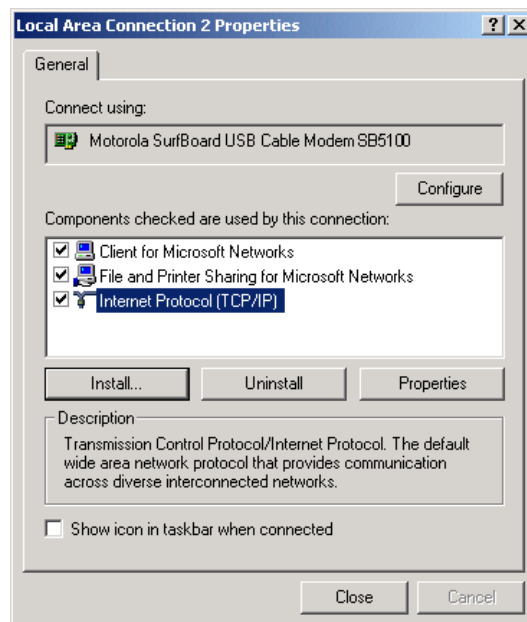 Local Area Connection 2 Properties
General
Connect using:
Motorola SurfBoard USB Cable Modem SB5100
Configure
Components checked are used by this connection:
Client for Microsoft Networks
File and Printer Sharing for Microsoft Networks
Internet Protocol (TCP/IP)
Install... Uninstall Properties
Description
Transmission Control Protocol/Internet Protocol. The default
wide area network protocol that provides communication
across diverse interconnected networks.
Show icon in taskbar when connected
Close Cancel